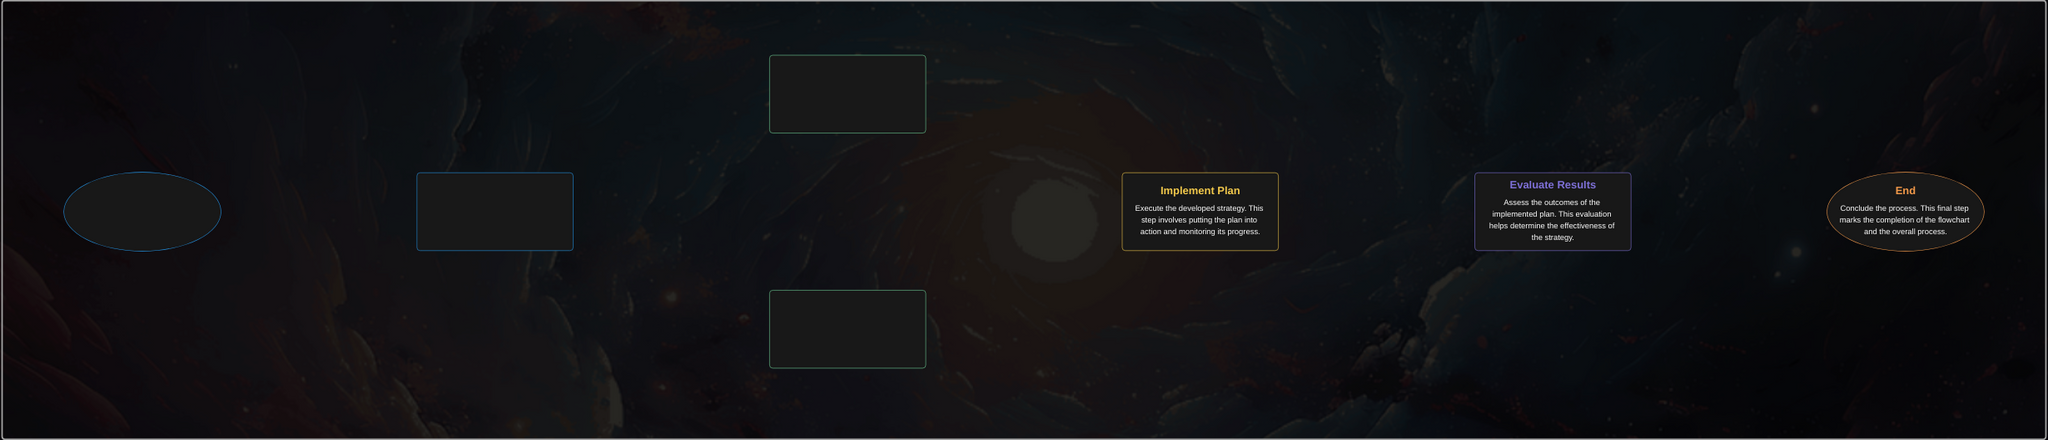 Implement Plan
Execute the developed strategy. This
step involves putting the plan into
action and monitoring its progress.
Evaluate Results
Assess the outcomes of the
implemented plan. This evaluation
helps determine the effectiveness of
the strategy.
End
Conclude the process. This final step
marks the completion of the flowchart
and the overall process.